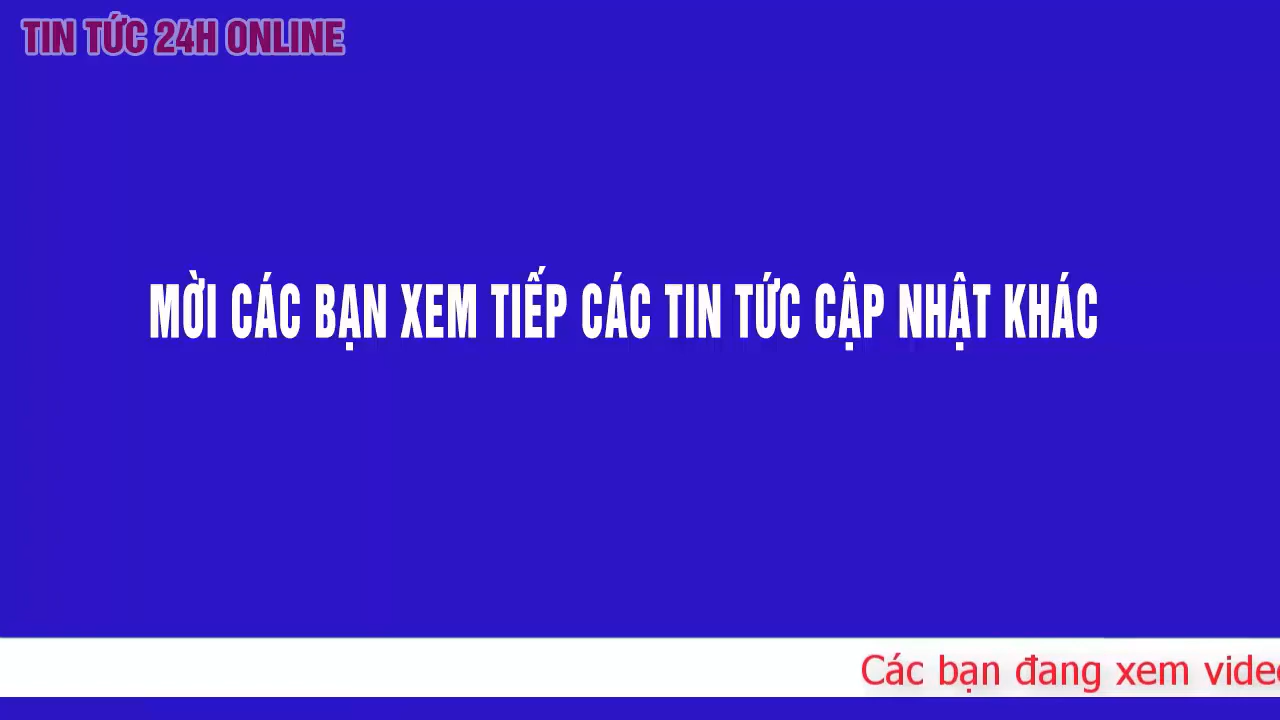 TIN TỨC 24H ONLINE
MỜI CÁC BẠN XEM TIẾP CÁC TIN TỨC CẬP NHẬT KHÁC
Các bạn đang xem video